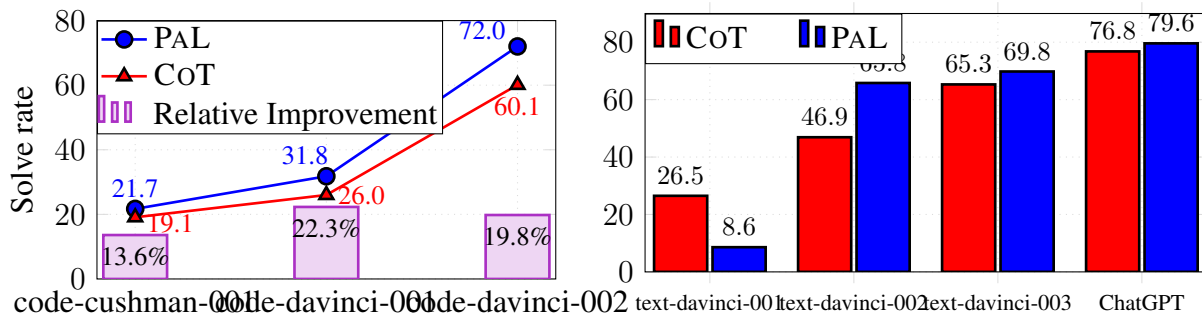 80
60
40
20
0
Solve rate
PAL
COT
Relative Improvement
72.0
60.1
31.8
26.0
21.7
19.1
13.6%
22.3%
19.8%
code-cushman-001
code-davinci-001
code-davinci-002
80
60
40
20
0
COT
PAL
26.5
8.6
46.9
65.8
65.3
69.8
76.8
79.6
text-davinci-001
text-davinci-002
text-davinci-003
ChatGPT